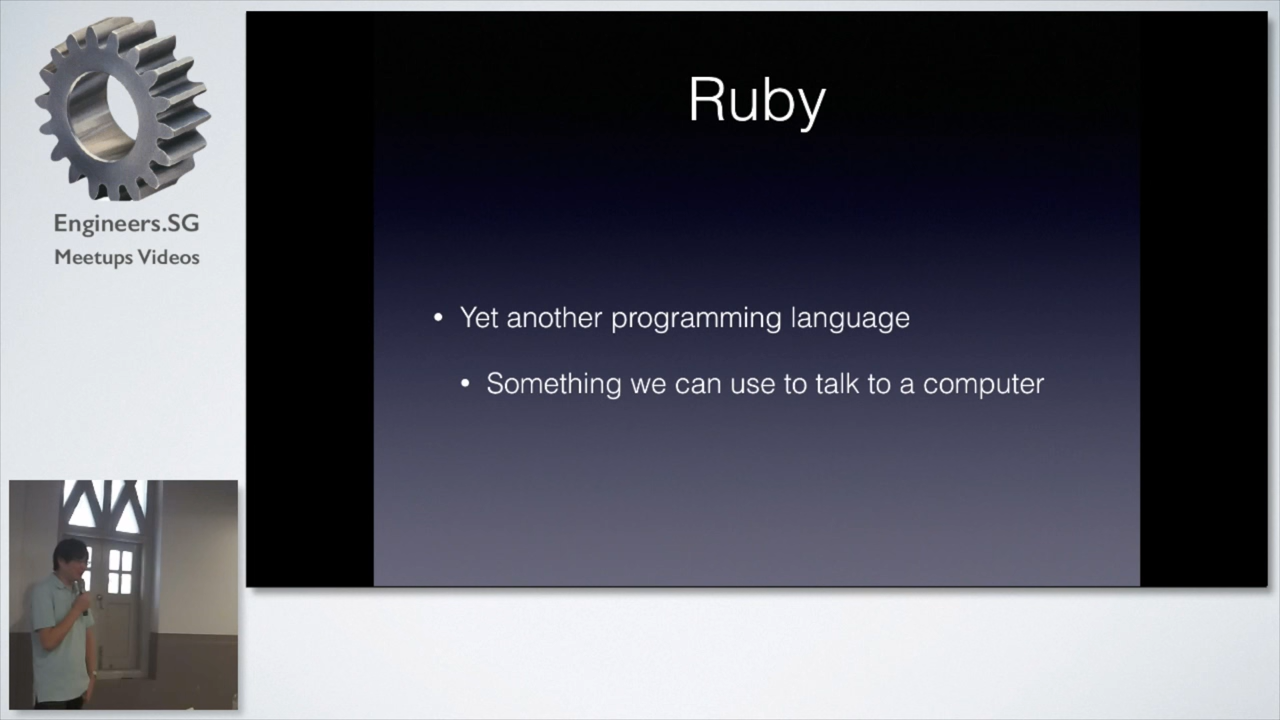 Engineers.SG
Meetups Videos
Ruby
• Yet another programming language
• Something we can use to talk to a computer